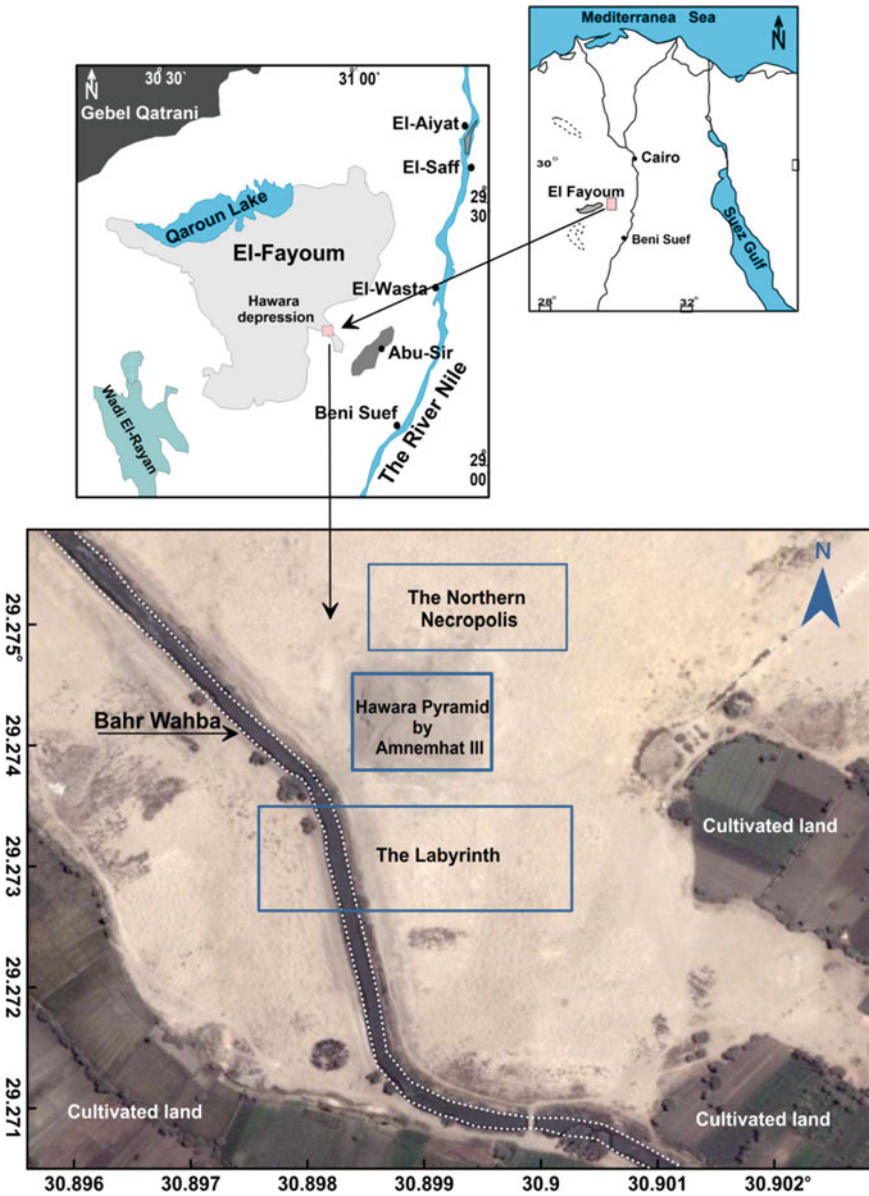 Mediterranea Sea
N
30
Cairo
El Fayoum
Beni Suef
Suez Gulf
28
32
30 30'
31 00'
N
Gebel Qatrani
El-Aiyat
El-Saff
29
30
Qaroun Lake
El-Fayoum
El-Wasta
Hawara
depression
Abu-Sir
Wadi El-Rayan
Beni Suef
The River Nile
29
00
N
The Northern
Necropolis
29.275°
Hawara Pyramid
by
Amnemhat III
Bahr Wahba
29.274
Cultivated land
The Labyrinth
29.273
29.272
29.271
Cultivated land
Cultivated land
30.896
30.897
30.898
30.899
30.9
30.901
30.902°